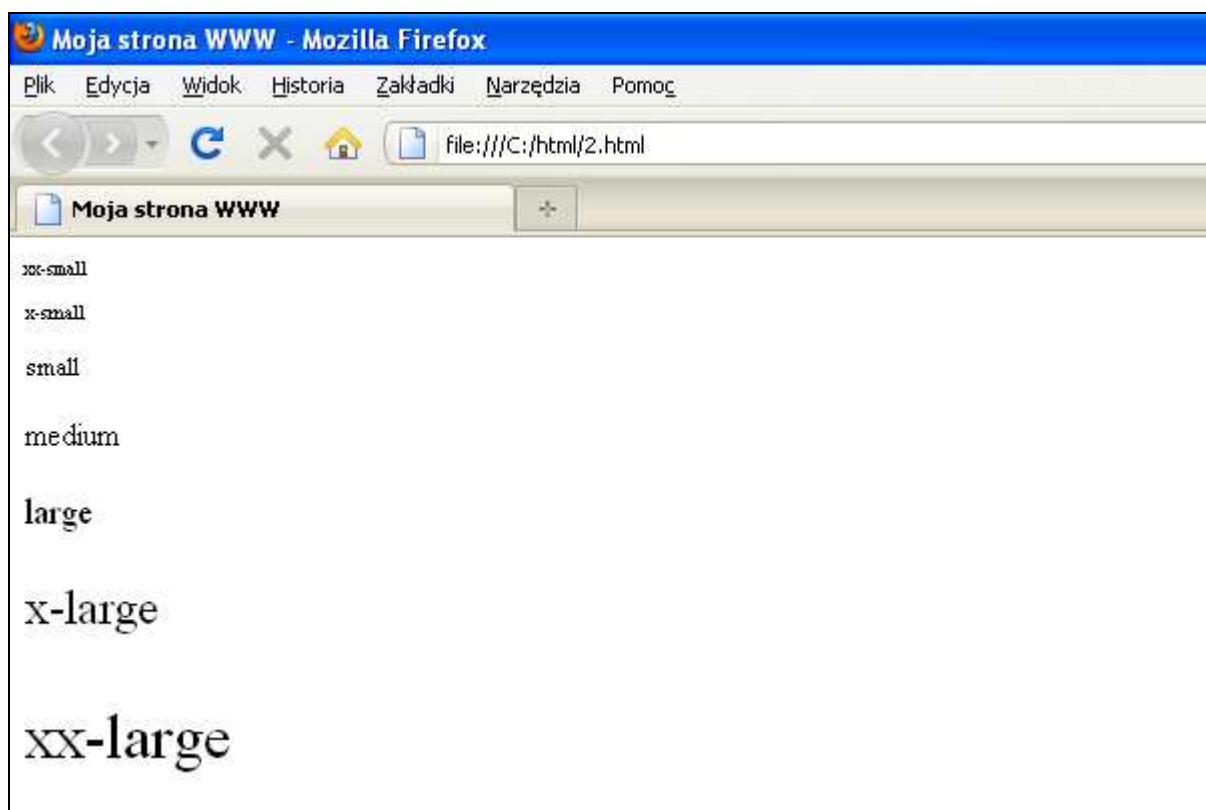 Moja strona WWW - Mozilla Firefox
Plik Edycja Widok Historia Zakładki Narzędzia Pomoc
file:///C:/html/2.html
Moja strona WWW
xx-small
x-small
small
medium
large
x-large
xx-large